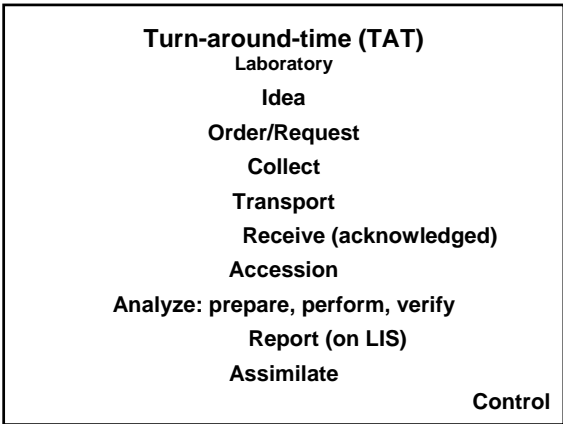 Turn-around-time (TAT)
Laboratory
Idea
Order/Request
Collect
Transport
Receive (acknowledged)
Accession
Analyze: prepare, perform, verify
Report (on LIS)
Assimilate
Control